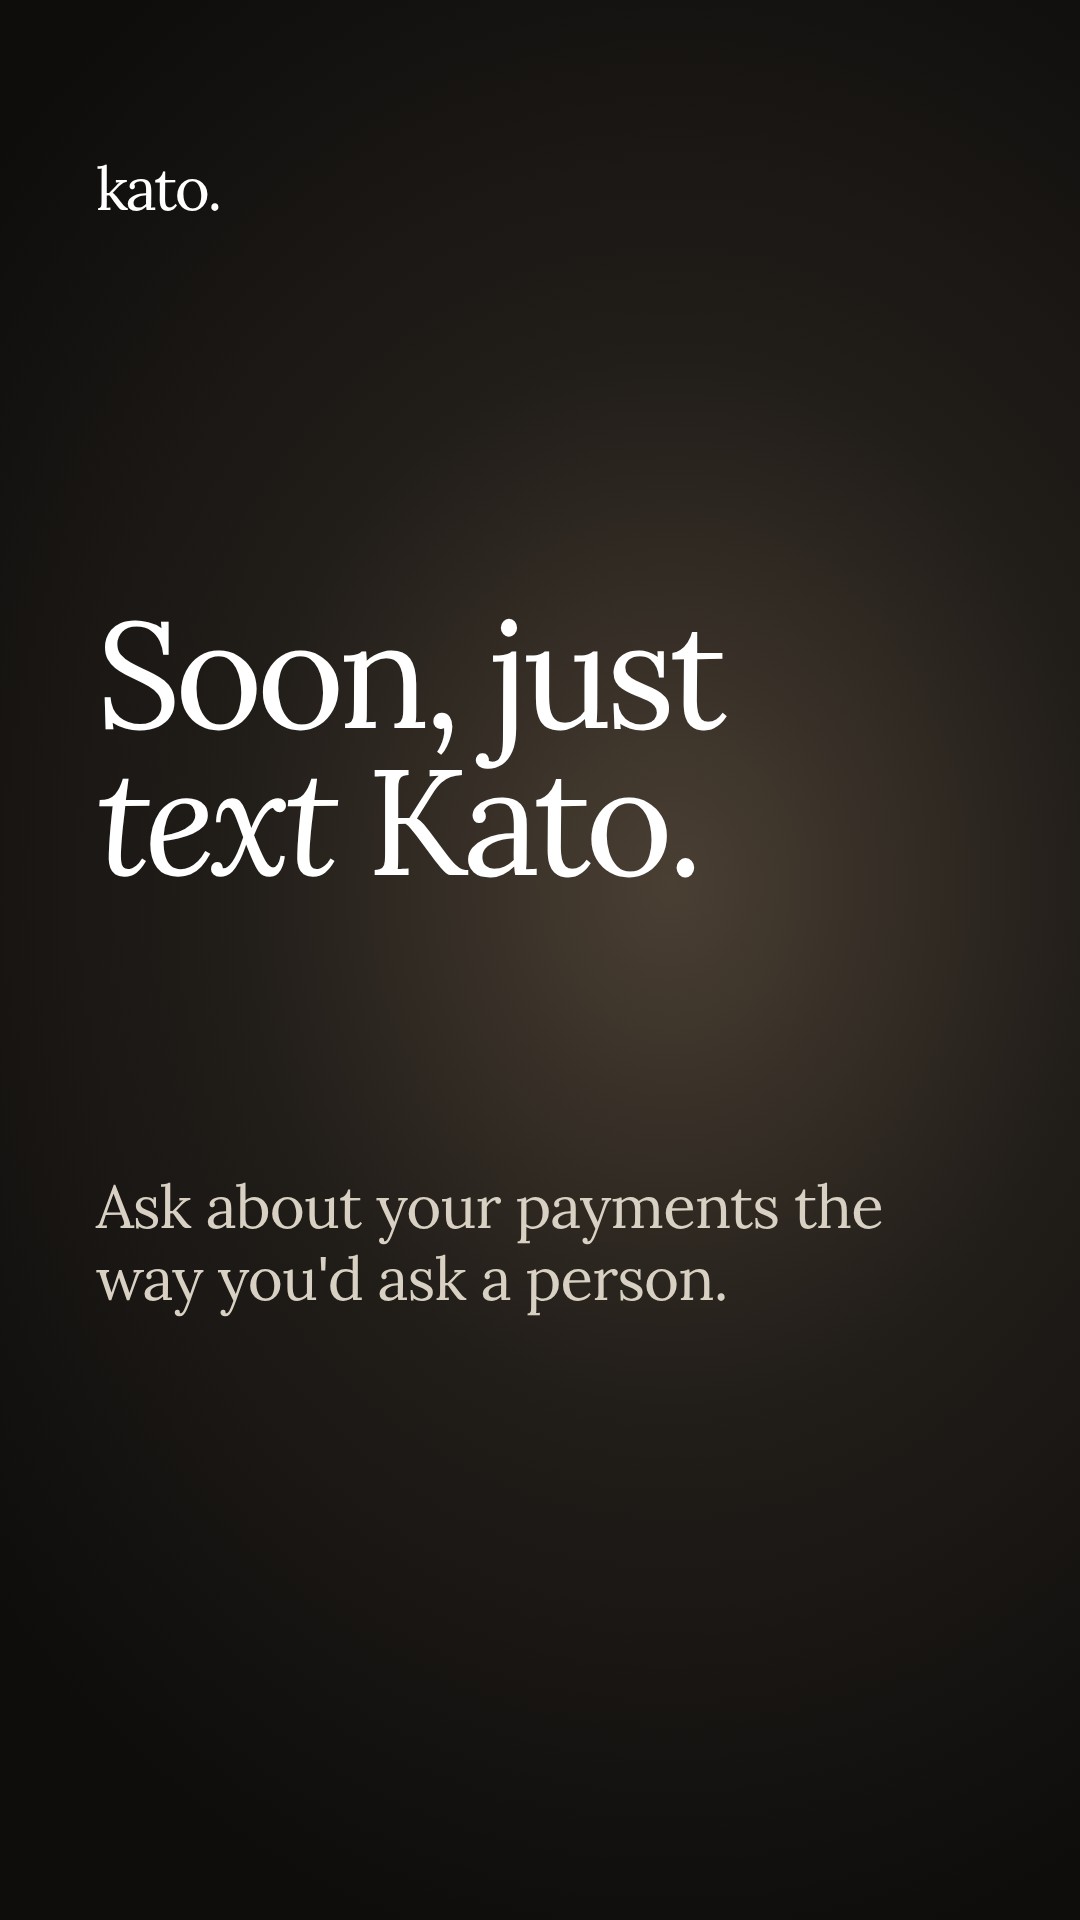 kato.
Soon, just
text Kato.
Ask about your payments the
way you'd ask a person.